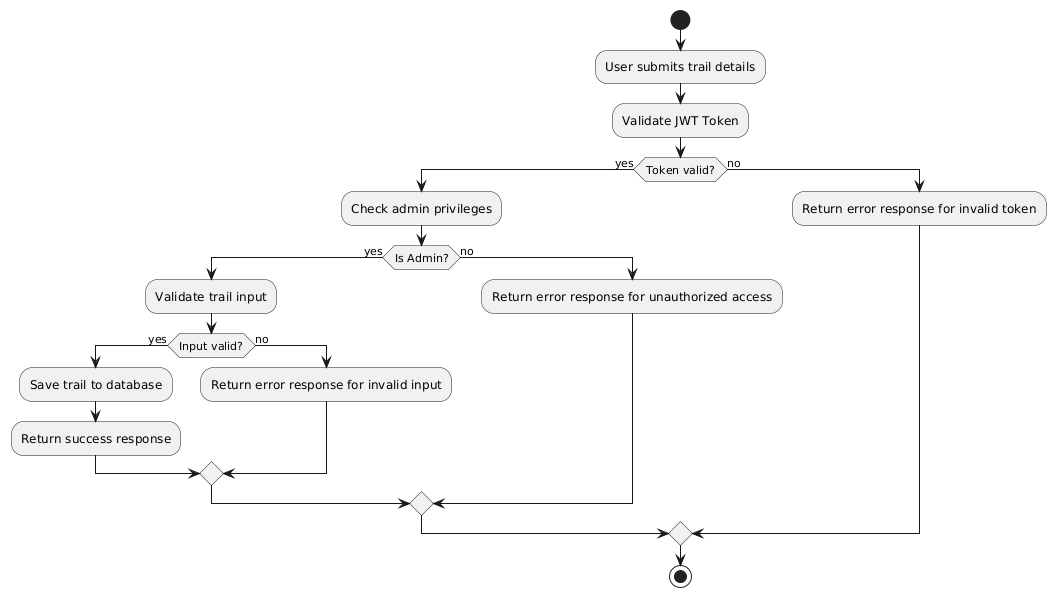 User submits trail details
Validate JWT Token
yes
Token valid?
no
Check admin privileges
Return error response for invalid token
yes
Is Admin?
no
Validate trail input
Return error response for unauthorized access
yes
Input valid?
no
Save trail to database
Return error response for invalid input
Return success response